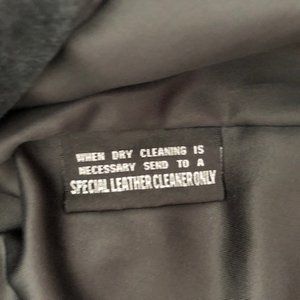 WHEN DRY CLEANING IS
NECESSARY SEND TO A
SPECIAL LEATHER CLEANER ONLY